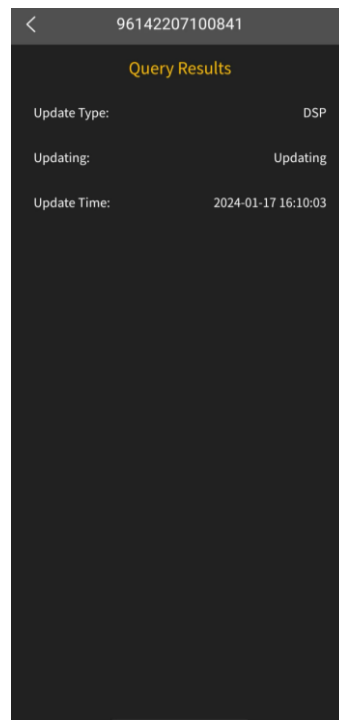 96142207100841
Query Results
Update Type: DSP
Updating: Updating
Update Time: 2024-01-17 16:10:03